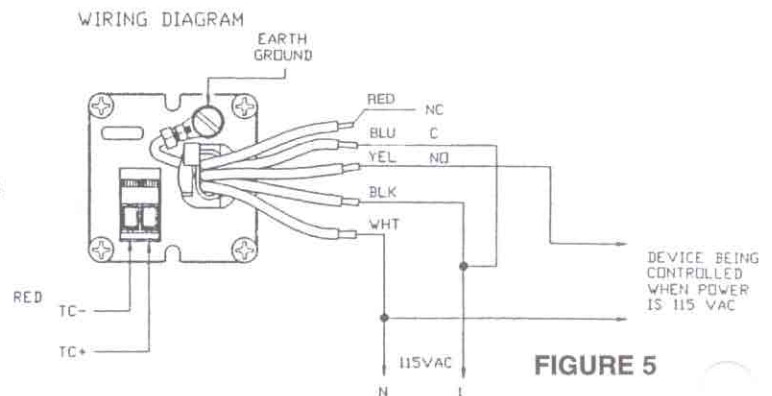 WIRING DIAGRAM
EARTH
GROUND
RED NC
BLU C
YEL NO
BLK
WHT
DEVICE BEING
CONTROLLED
WHEN POWER
IS 115 VAC
RED TC-
TC+
115VAC
N L
FIGURE 5